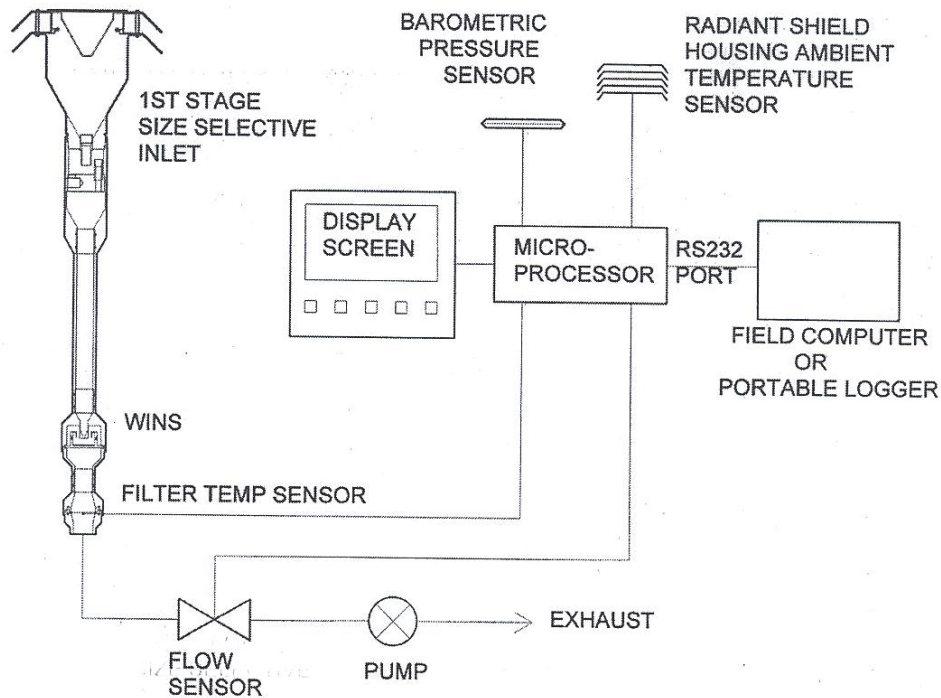 BAROMETRIC
PRESSURE
SENSOR
RADIANT SHIELD
HOUSING AMBIENT
TEMPERATURE
SENSOR
1ST STAGE
SIZE SELECTIVE
INLET
DISPLAY
SCREEN
MICRO-
PROCESSOR
RS232
PORT
FIELD COMPUTER
OR
PORTABLE LOGGER
WINS
FILTER TEMP SENSOR
EXHAUST
FLOW
SENSOR
PUMP